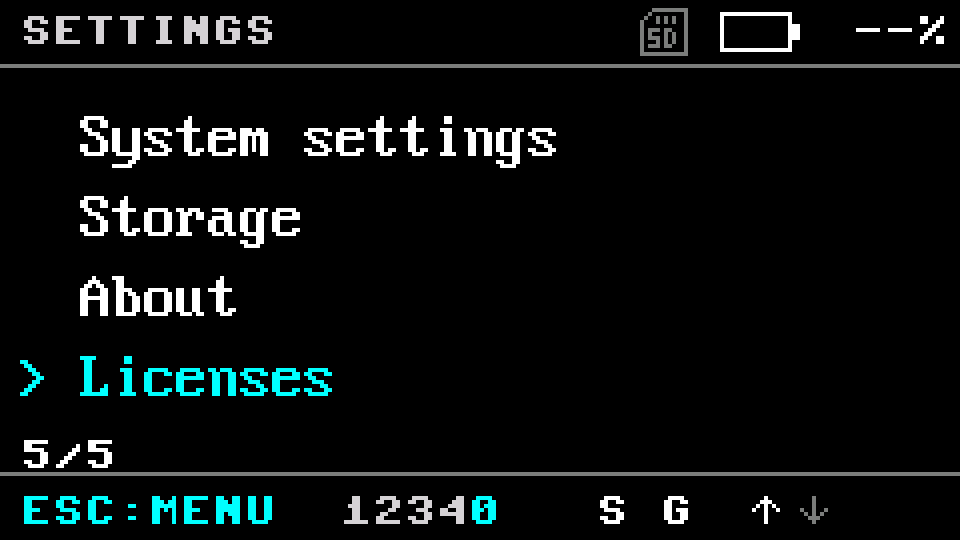 SETTINGS SD --%
System settings
Storage
About
> Licenses
5/5
ESC:MENU 12340 S G ↑↓